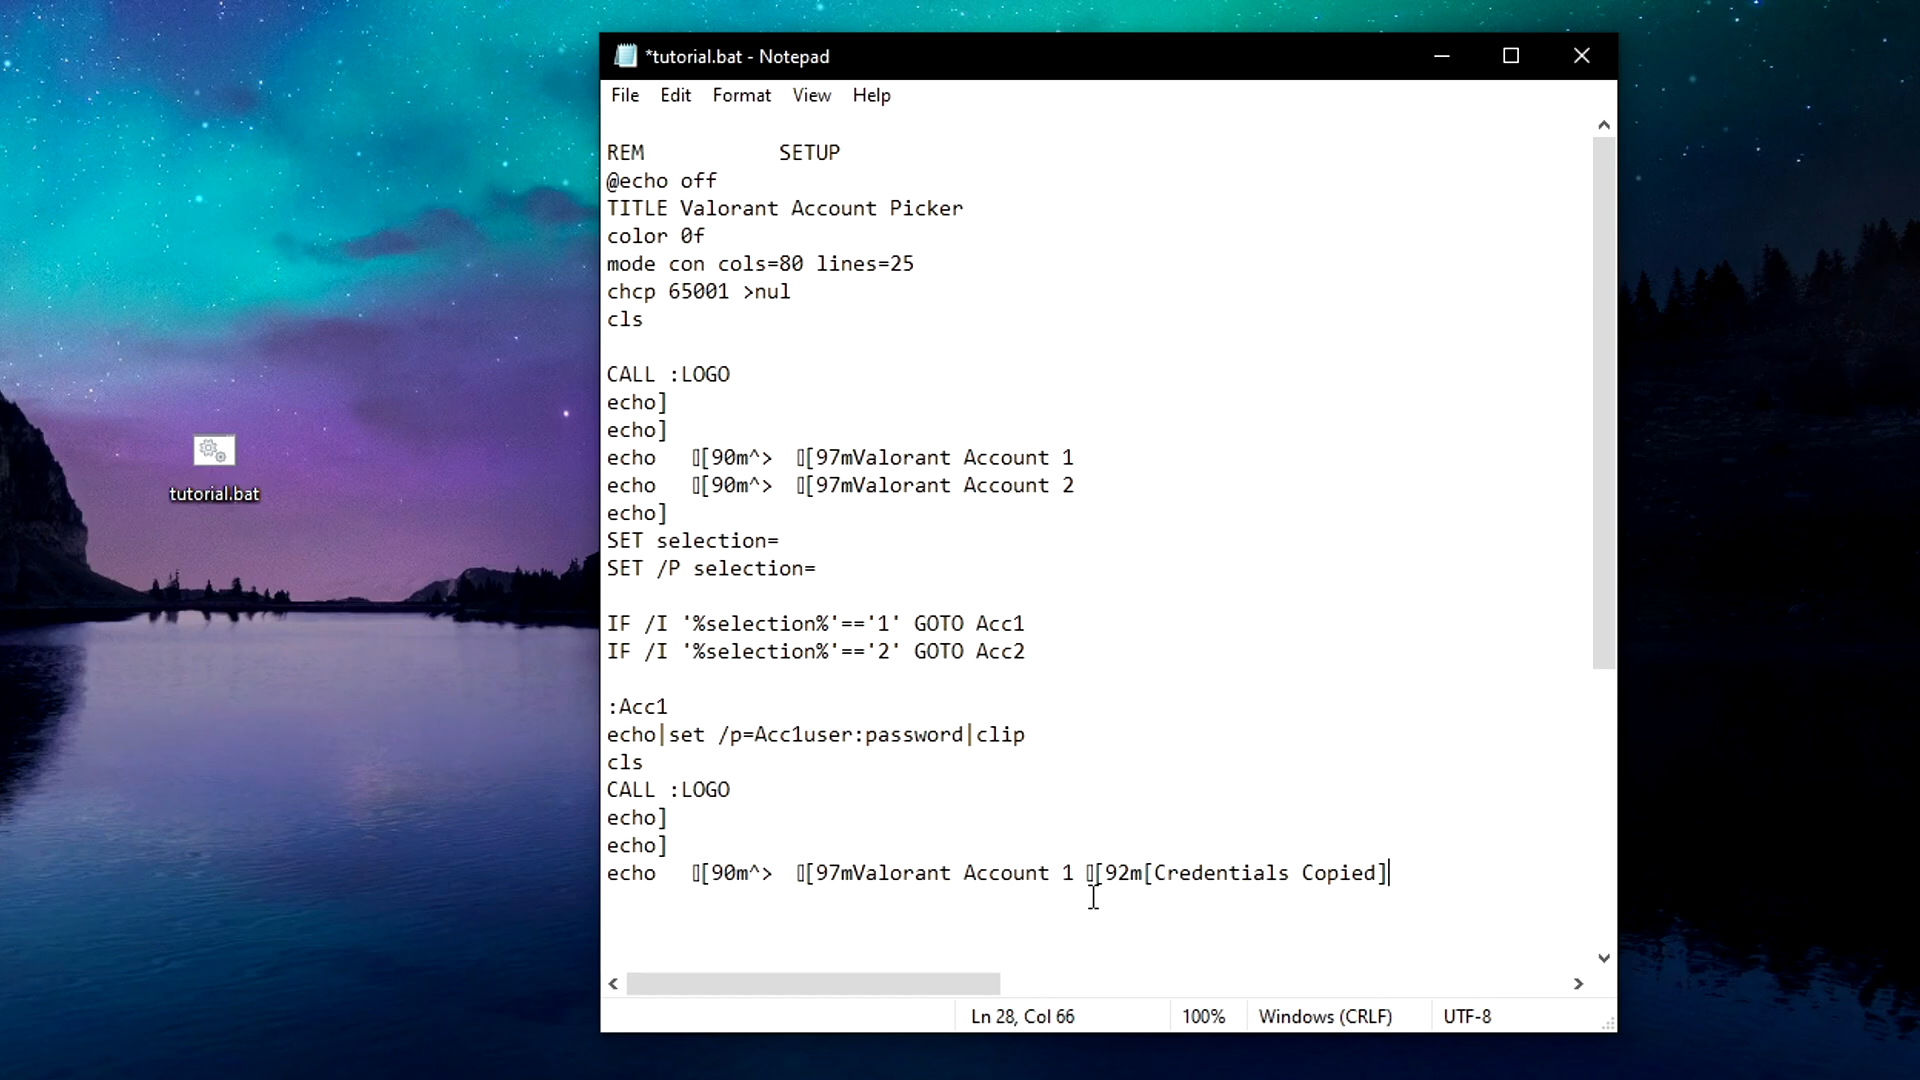 *tutorial.bat - Notepad
File Edit Format View Help
REM           SETUP
@echo off
TITLE Valorant Account Picker
color 0f
mode con cols=80 lines=25
chcp 65001 >nul
cls
CALL :LOGO
echo]
echo]
echo   ▯[90m^>  ▯[97mValorant Account 1
echo   ▯[90m^>  ▯[97mValorant Account 2
echo]
SET selection=
SET /P selection=
IF /I '%selection%'=='1' GOTO Acc1
IF /I '%selection%'=='2' GOTO Acc2
:Acc1
echo|set /p=Acc1user:password|clip
cls
CALL :LOGO
echo]
echo]
echo   ▯[90m^>  ▯[97mValorant Account 1 ▯[92m[Credentials Copied]
tutorial.bat
Ln 28, Col 66 100% Windows (CRLF) UTF-8